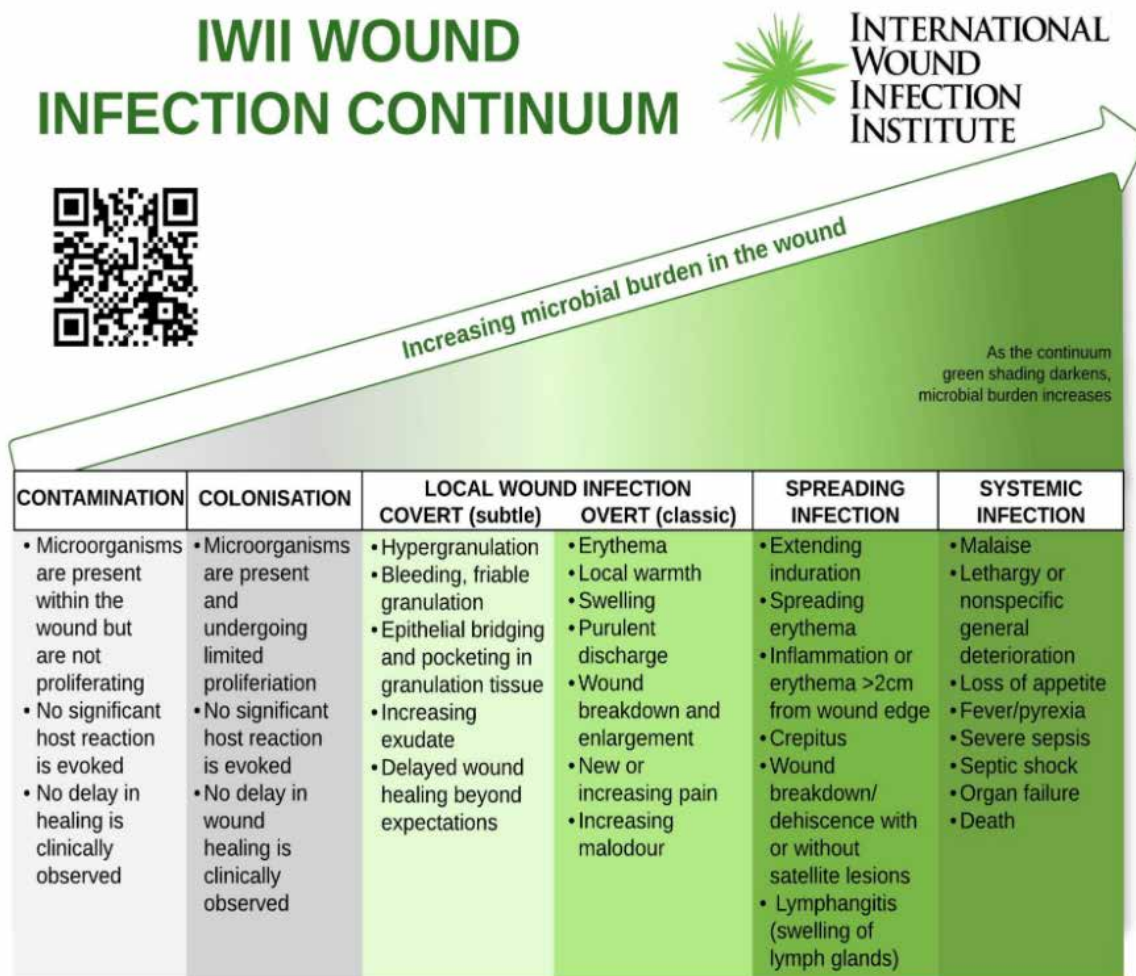 IWII WOUND
INFECTION CONTINUUM
INTERNATIONAL
WOUND
INFECTION
INSTITUTE
Increasing microbial burden in the wound
As the continuum
green shading darkens,
microbial burden increases
CONTAMINATION
• Microorganisms
are present
within the
wound but
are not
proliferating
• No significant
host reaction
is evoked
• No delay in
healing is
clinically
observed
COLONISATION
• Microorganisms
are present
and
undergoing
limited
proliferiation
• No significant
host reaction
is evoked
• No delay in
wound
healing is
clinically
observed
LOCAL WOUND INFECTION
COVERT (subtle)
• Hypergranulation
• Bleeding, friable
granulation
• Epithelial bridging
and pocketing in
granulation tissue
• Increasing
exudate
• Delayed wound
healing beyond
expectations
OVERT (classic)
• Erythema
• Local warmth
• Swelling
• Purulent
discharge
• Wound
breakdown and
enlargement
• New or
increasing pain
• Increasing
malodour
SPREADING
INFECTION
• Extending
induration
• Spreading
erythema
• Inflammation or
erythema >2cm
from wound edge
• Crepitus
• Wound
breakdown/
dehiscence with
or without
satellite lesions
• Lymphangitis
(swelling of
lymph glands)
SYSTEMIC
INFECTION
• Malaise
• Lethargy or
nonspecific
general
deterioration
• Loss of appetite
• Fever/pyrexia
• Severe sepsis
• Septic shock
• Organ failure
• Death